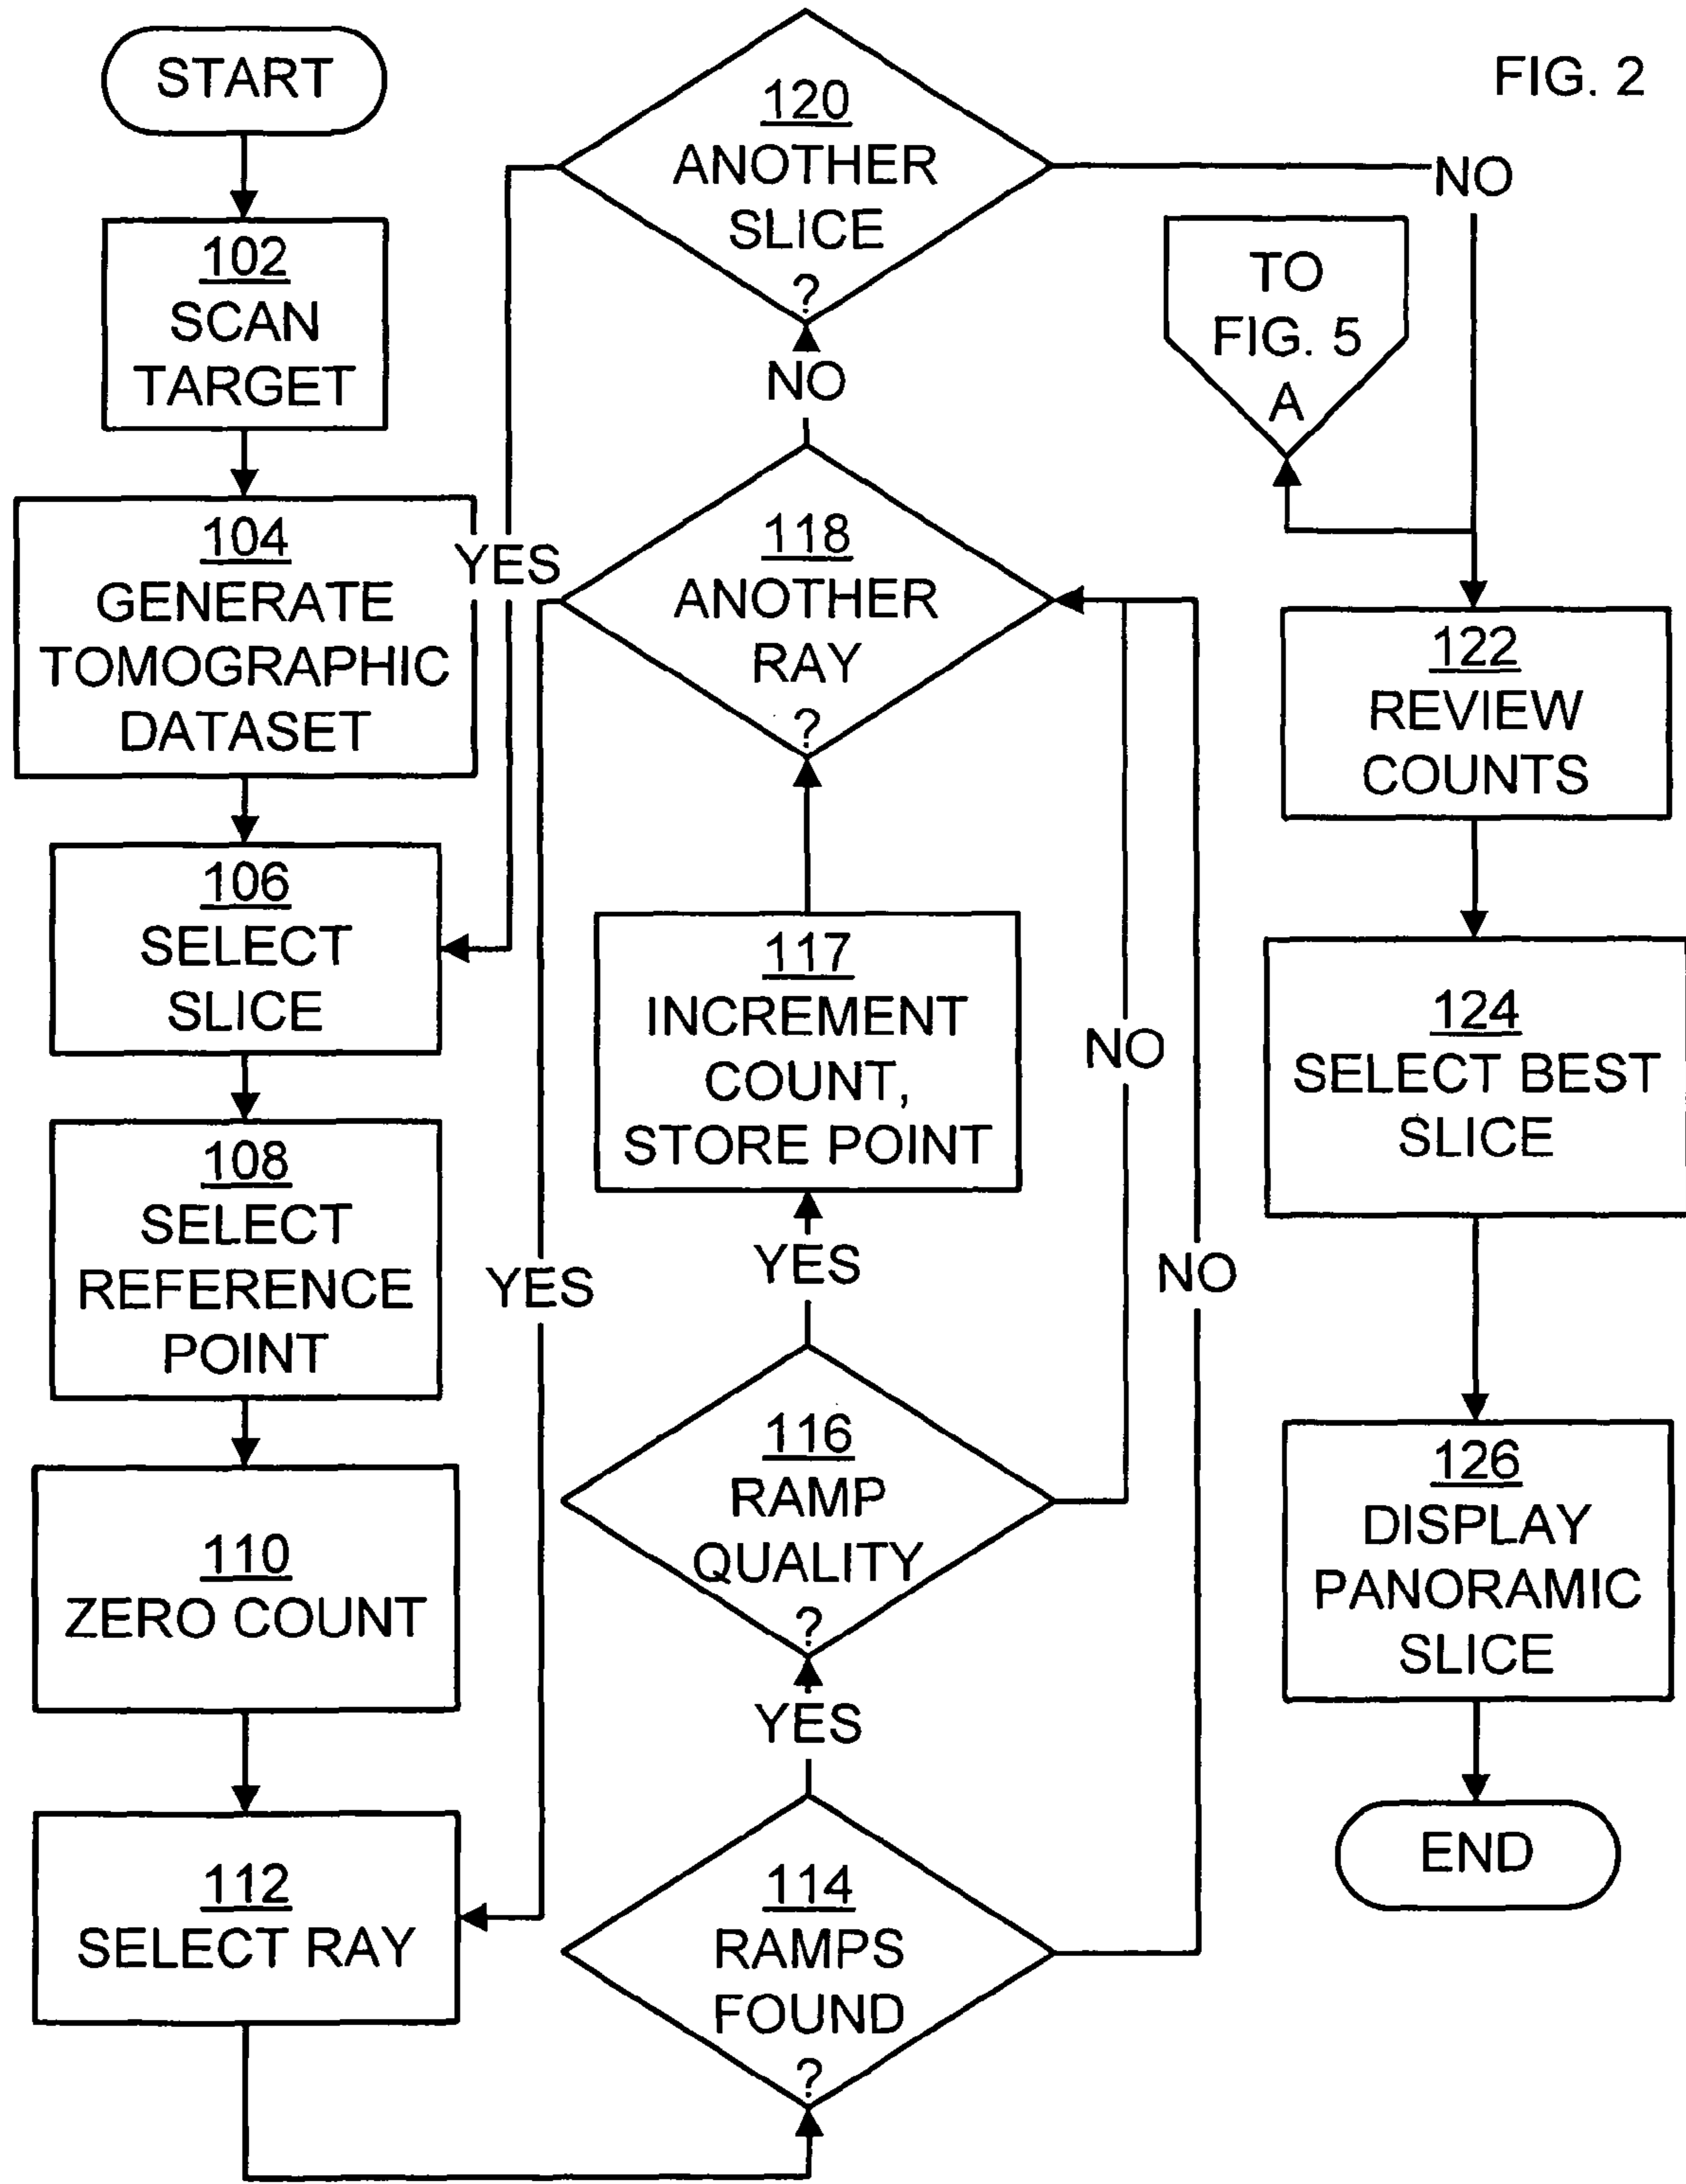 FIG. 2
START
102
SCAN
TARGET
104
GENERATE
TOMOGRAPHIC
DATASET
106
SELECT
SLICE
108
SELECT
REFERENCE
POINT
110
ZERO COUNT
112
SELECT RAY
120
ANOTHER
SLICE
?
YES
NO
NO
118
ANOTHER
RAY
?
YES
117
INCREMENT
COUNT,
STORE POINT
NO
YES
NO
116
RAMP
QUALITY
?
YES
114
RAMPS
FOUND
?
TO
FIG. 5
A
122
REVIEW
COUNTS
124
SELECT BEST
SLICE
126
DISPLAY
PANORAMIC
SLICE
END